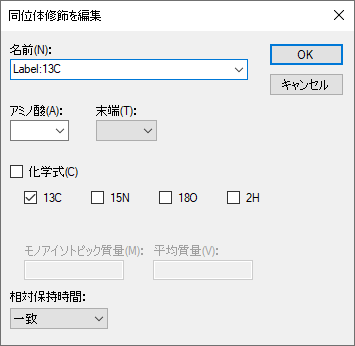 同位体修飾を編集
名前(N):
Label:13C
OK
キャンセル
アミノ酸(A):
末端(T):
化学式(C)
13C
15N
18O
2H
モノアイソトピック質量(M):
平均質量(V):
相対保持時間:
一致